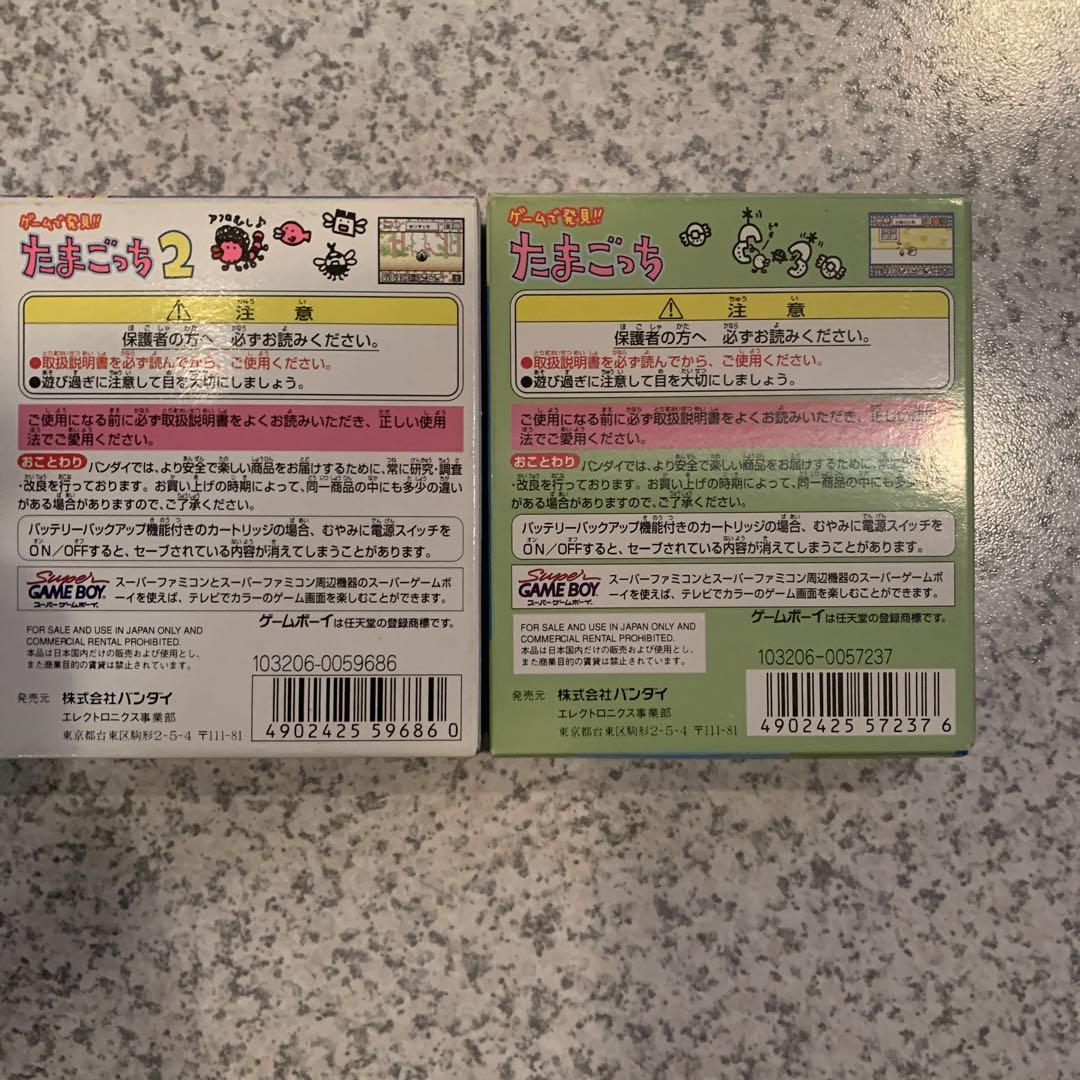 ゲームで発見!!
たまごっち2
アフロむし♪
注意
保護者の方へ 必ずお読みください。
●取扱説明書を必ず読んでから、ご使用ください。
●遊び過ぎに注意して目を大切にしましょう。
ご使用になる前に必ず取扱説明書をよくお読みいただき、正しい使用
法でご愛用ください。
おことわり バンダイでは、より安全で楽しい商品をお届けするために、常に研究・調査
・改良を行っております。お買い上げの時期によって、同一商品の中にも多少の違い
がある場合がありますので、ご了承ください。
バッテリーバックアップ機能付きのカートリッジの場合、むやみに電源スイッチを
ON/OFFすると、セーブされている内容が消えてしまうことがあります。
Super
GAME BOY
スーパーゲームボーイ
スーパーファミコンとスーパーファミコン周辺機器のスーパーゲームボ
ーイを使えば、テレビでカラーのゲーム画面を楽しむことができます。
ゲームボーイは任天堂の登録商標です。
FOR SALE AND USE IN JAPAN ONLY AND
COMMERCIAL RENTAL PROHIBITED.
本品は日本国内だけの販売および使用とし、
また商業目的の賃貸は禁止されています。
103206-0059686
発売元 株式会社バンダイ
エレクトロニクス事業部
東京都台東区駒形2-5-4 〒111-81
4902425 596860
ゲームで発見!!
たまごっち
注意
保護者の方へ 必ずお読みください。
●取扱説明書を必ず読んでから、ご使用ください。
●遊び過ぎに注意して目を大切にしましょう。
ご使用になる前に必ず取扱説明書をよくお読みいただき、正しい使用
法でご愛用ください。
おことわり バンダイでは、より安全で楽しい商品をお届けするために、常に
・改良を行っております。お買い上げの時期によって、同一商品の中にも多少
がある場合がありますので、ご了承ください。
バッテリーバックアップ機能付きのカートリッジの場合、むやみに電源スイッチを
ON/OFFすると、セーブされている内容が消えてしまうことがあります。
Super
GAME BOY
スーパーゲームボーイ
スーパーファミコンとスーパーファミコン周辺機器のスーパーゲームボ
ーイを使えば、テレビでカラーのゲーム画面を楽しむことができます。
ゲームボーイは任天堂の登録商標です。
FOR SALE AND USE IN JAPAN ONLY AND
COMMERCIAL RENTAL PROHIBITED.
本品は日本国内だけの販売および使用とし、
また商業目的の賃貸は禁止されています。
103206-0057237
発売元 株式会社バンダイ
エレクトロニクス事業部
東京都台東区駒形2-5-4 〒111-81
4902425 572376